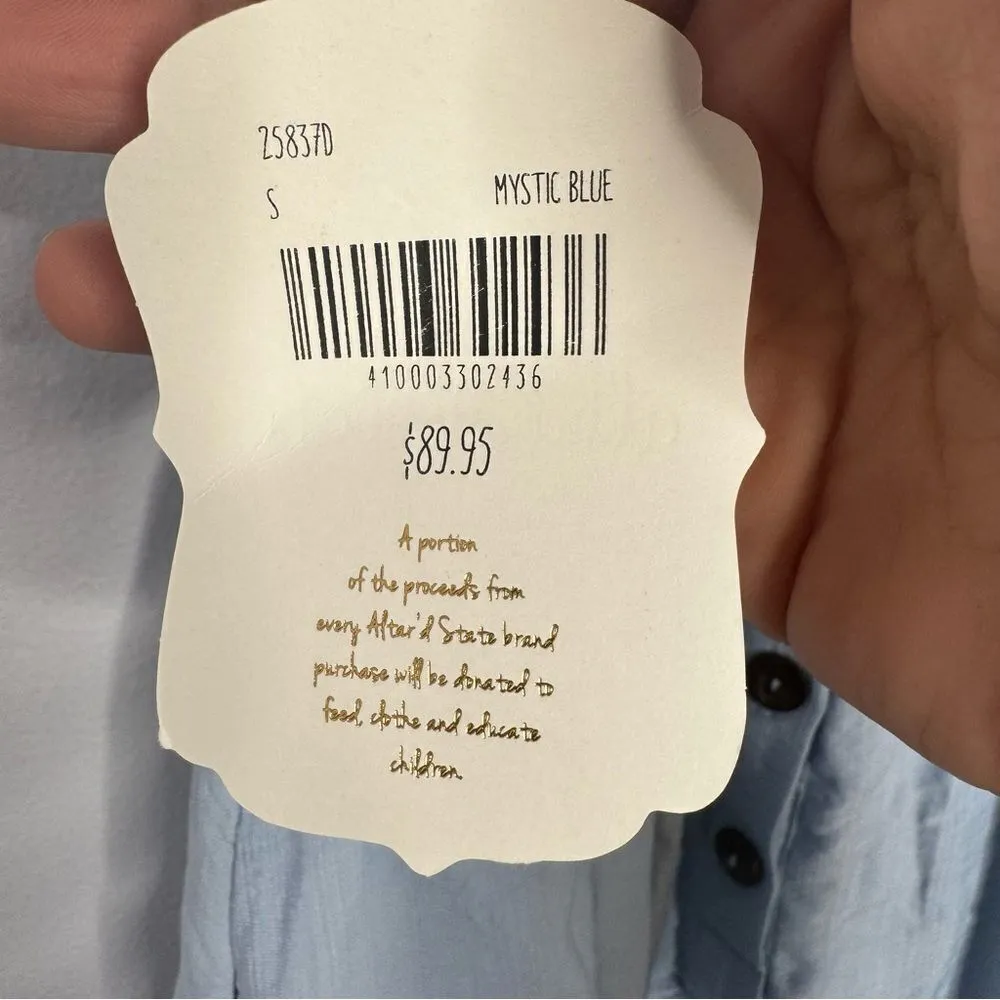 25837D
S MYSTIC BLUE
410003302436
$89.95
A portion
of the proceeds from
every Altar'd State brand
purchase will be donated to
feed, clothe and educate
children.